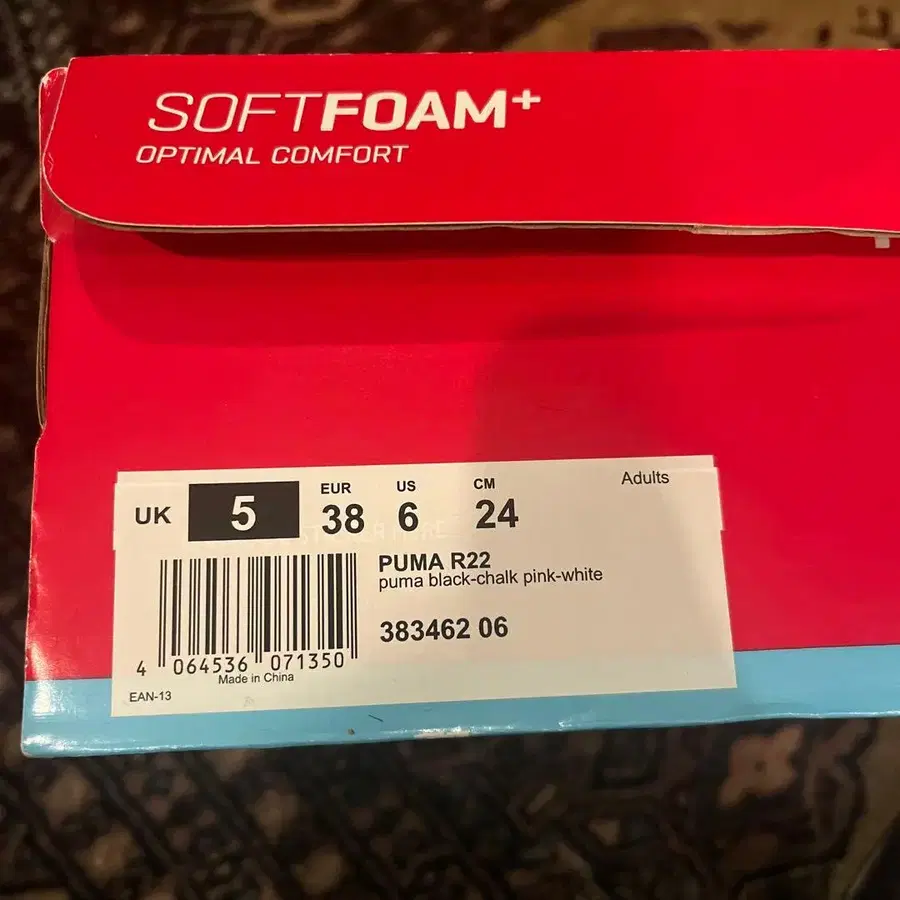 SOFTFOAM+
OPTIMAL COMFORT
Adults
UK 5 EUR 38 US 6 CM 24
PUMA R22
puma black-chalk pink-white
383462 06
4 064536 071350
Made in China
EAN-13